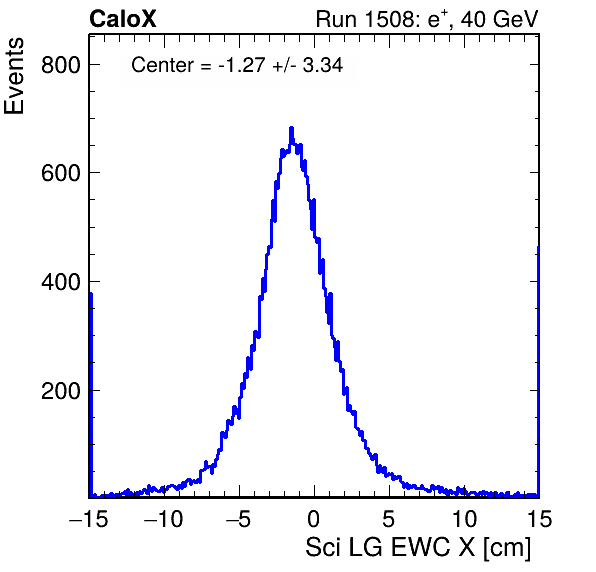 CaloX Run 1508: e⁺, 40 GeV
Events
Center = -1.27 +/- 3.34
800
600
400
200
−15 −10 −5 0 5 10 15
Sci LG EWC X [cm]